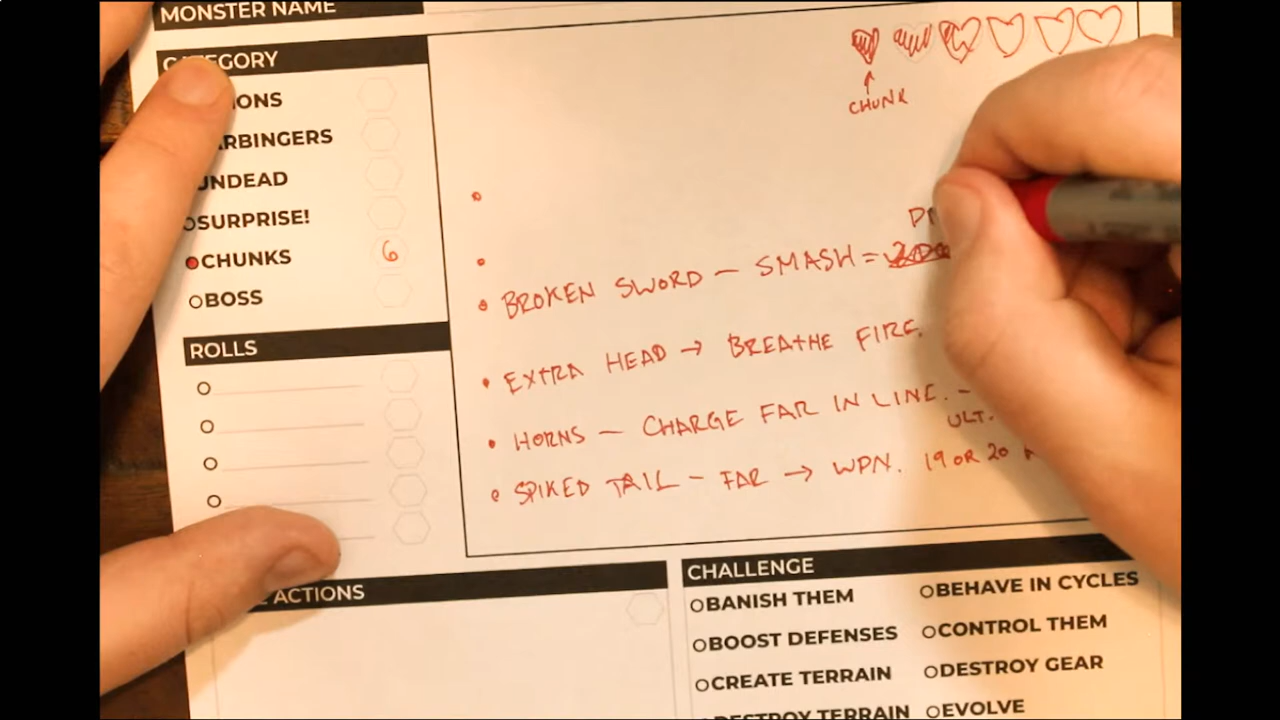 MONSTER NAME
CATEGORY
UNDEAD
SURPRISE!
CHUNKS 6
BOSS
ROLLS
CHUNK
BROKEN SWORD — SMASH =
EXTRA HEAD → BREATHE FIRE.
HORNS — CHARGE FAR IN LINE. -
ULT.
SPIKED TAIL - FAR → WPN. 19 OR 20
ACTIONS
CHALLENGE
BANISH THEM
BOOST DEFENSES
CREATE TERRAIN
DESTROY TERRAIN
BEHAVE IN CYCLES
CONTROL THEM
DESTROY GEAR
EVOLVE